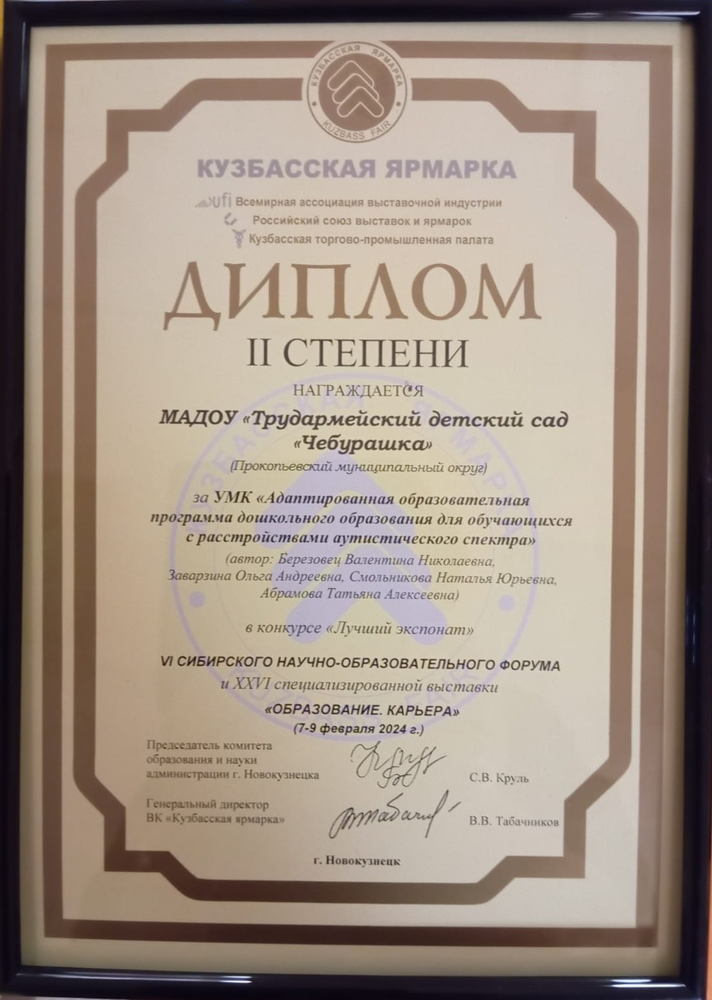 КУЗБАССКАЯ ЯРМАРКА
KUZBASS FAIR
КУЗБАССКАЯ ЯРМАРКА
ufi Всемирная ассоциация выставочной индустрии
Российский союз выставок и ярмарок
Кузбасская торгово-промышленная палата
ДИПЛОМ
II СТЕПЕНИ
НАГРАЖДАЕТСЯ
МАДОУ «Трудармейский детский сад
«Чебурашка»
(Прокопьевский муниципальный округ)
за УМК «Адаптированная образовательная
программа дошкольного образования для обучающихся
с расстройствами аутистического спектра»
(автор: Березовец Валентина Николаевна,
Заварзина Ольга Андреевна, Смольникова Наталья Юрьевна,
Абрамова Татьяна Алексеевна)
в конкурсе «Лучший экспонат»
VI СИБИРСКОГО НАУЧНО-ОБРАЗОВАТЕЛЬНОГО ФОРУМА
и XXVI специализированной выставки
«ОБРАЗОВАНИЕ. КАРЬЕРА»
(7-9 февраля 2024 г.)
Председатель комитета
образования и науки
администрации г. Новокузнецка
С.В. Круль
Генеральный директор
ВК «Кузбасская ярмарка»
В.В. Табачников
г. Новокузнецк
КУЗБАССКАЯ ЯРМАРКА
KUZBASS FAIR